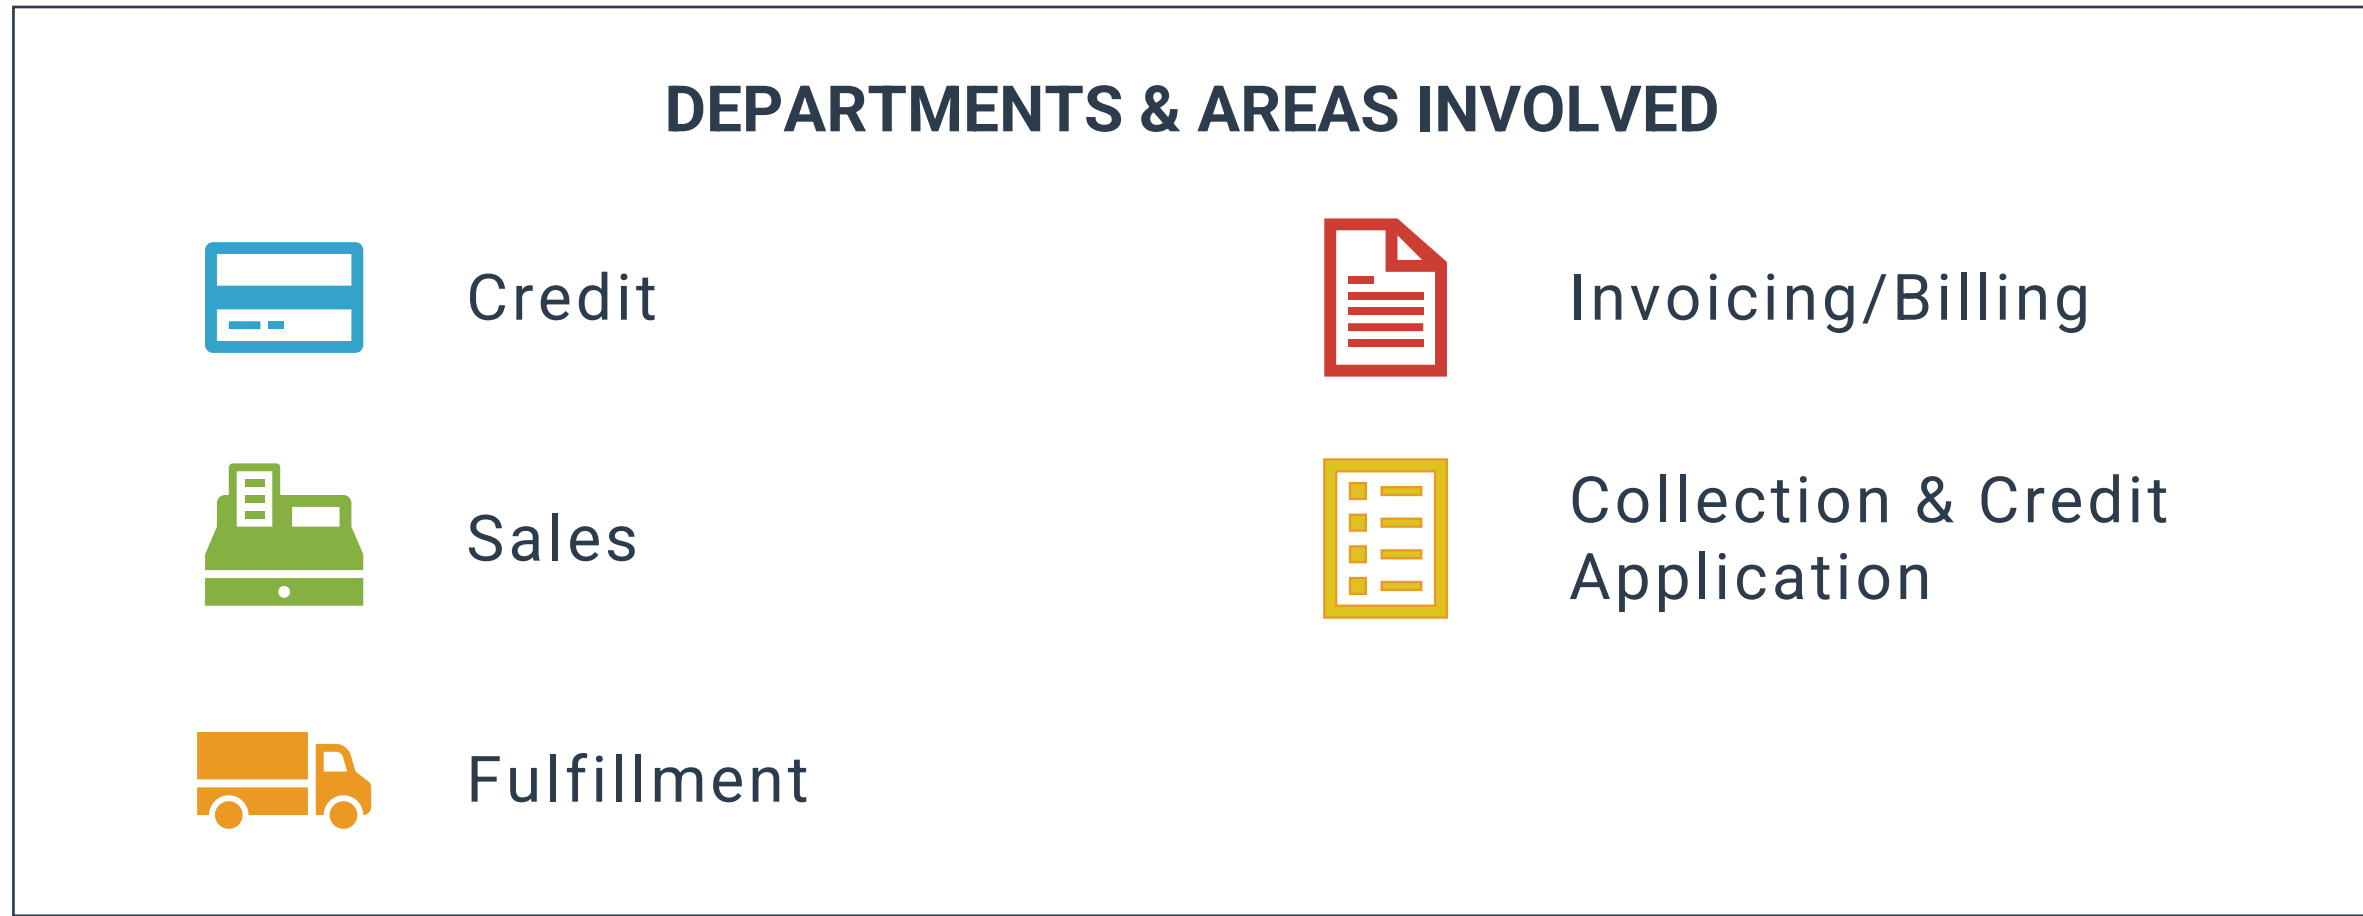 DEPARTMENTS & AREAS INVOLVED
Credit
Sales
Fulfillment
Invoicing/Billing
Collection & Credit
Application